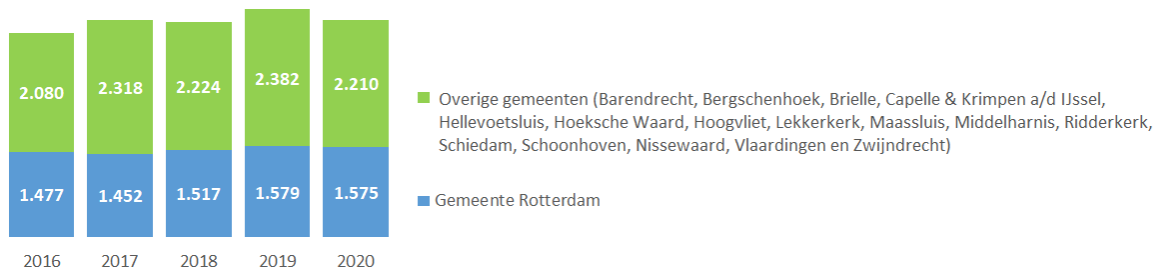 2.080 2.318 2.224 2.382 2.210
1.477 1.452 1.517 1.579 1.575
2016 2017 2018 2019 2020
Overige gemeenten (Barendrecht, Bergschenhoek, Brielle, Capelle & Krimpen a/d IJssel,
Hellevoetsluis, Hoeksche Waard, Hoogvliet, Lekkerkerk, Maassluis, Middelharnis, Ridderkerk,
Schiedam, Schoonhoven, Nissewaard, Vlaardingen en Zwijndrecht)
Gemeente Rotterdam